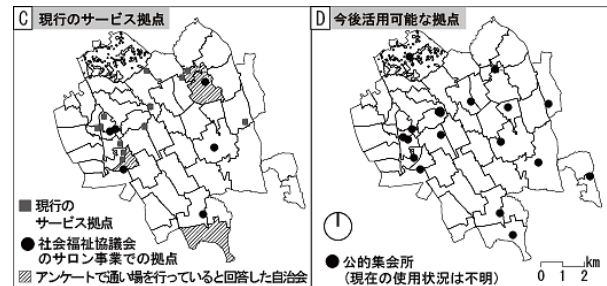 C 現行のサービス拠点
■ 現行の
サービス拠点
● 社会福祉協議会
のサロン事業での拠点
アンケートで通い場を行っていると回答した自治会
D 今後活用可能な拠点
● 公的集会所
(現在の使用状況は不明)
0 1 2 km